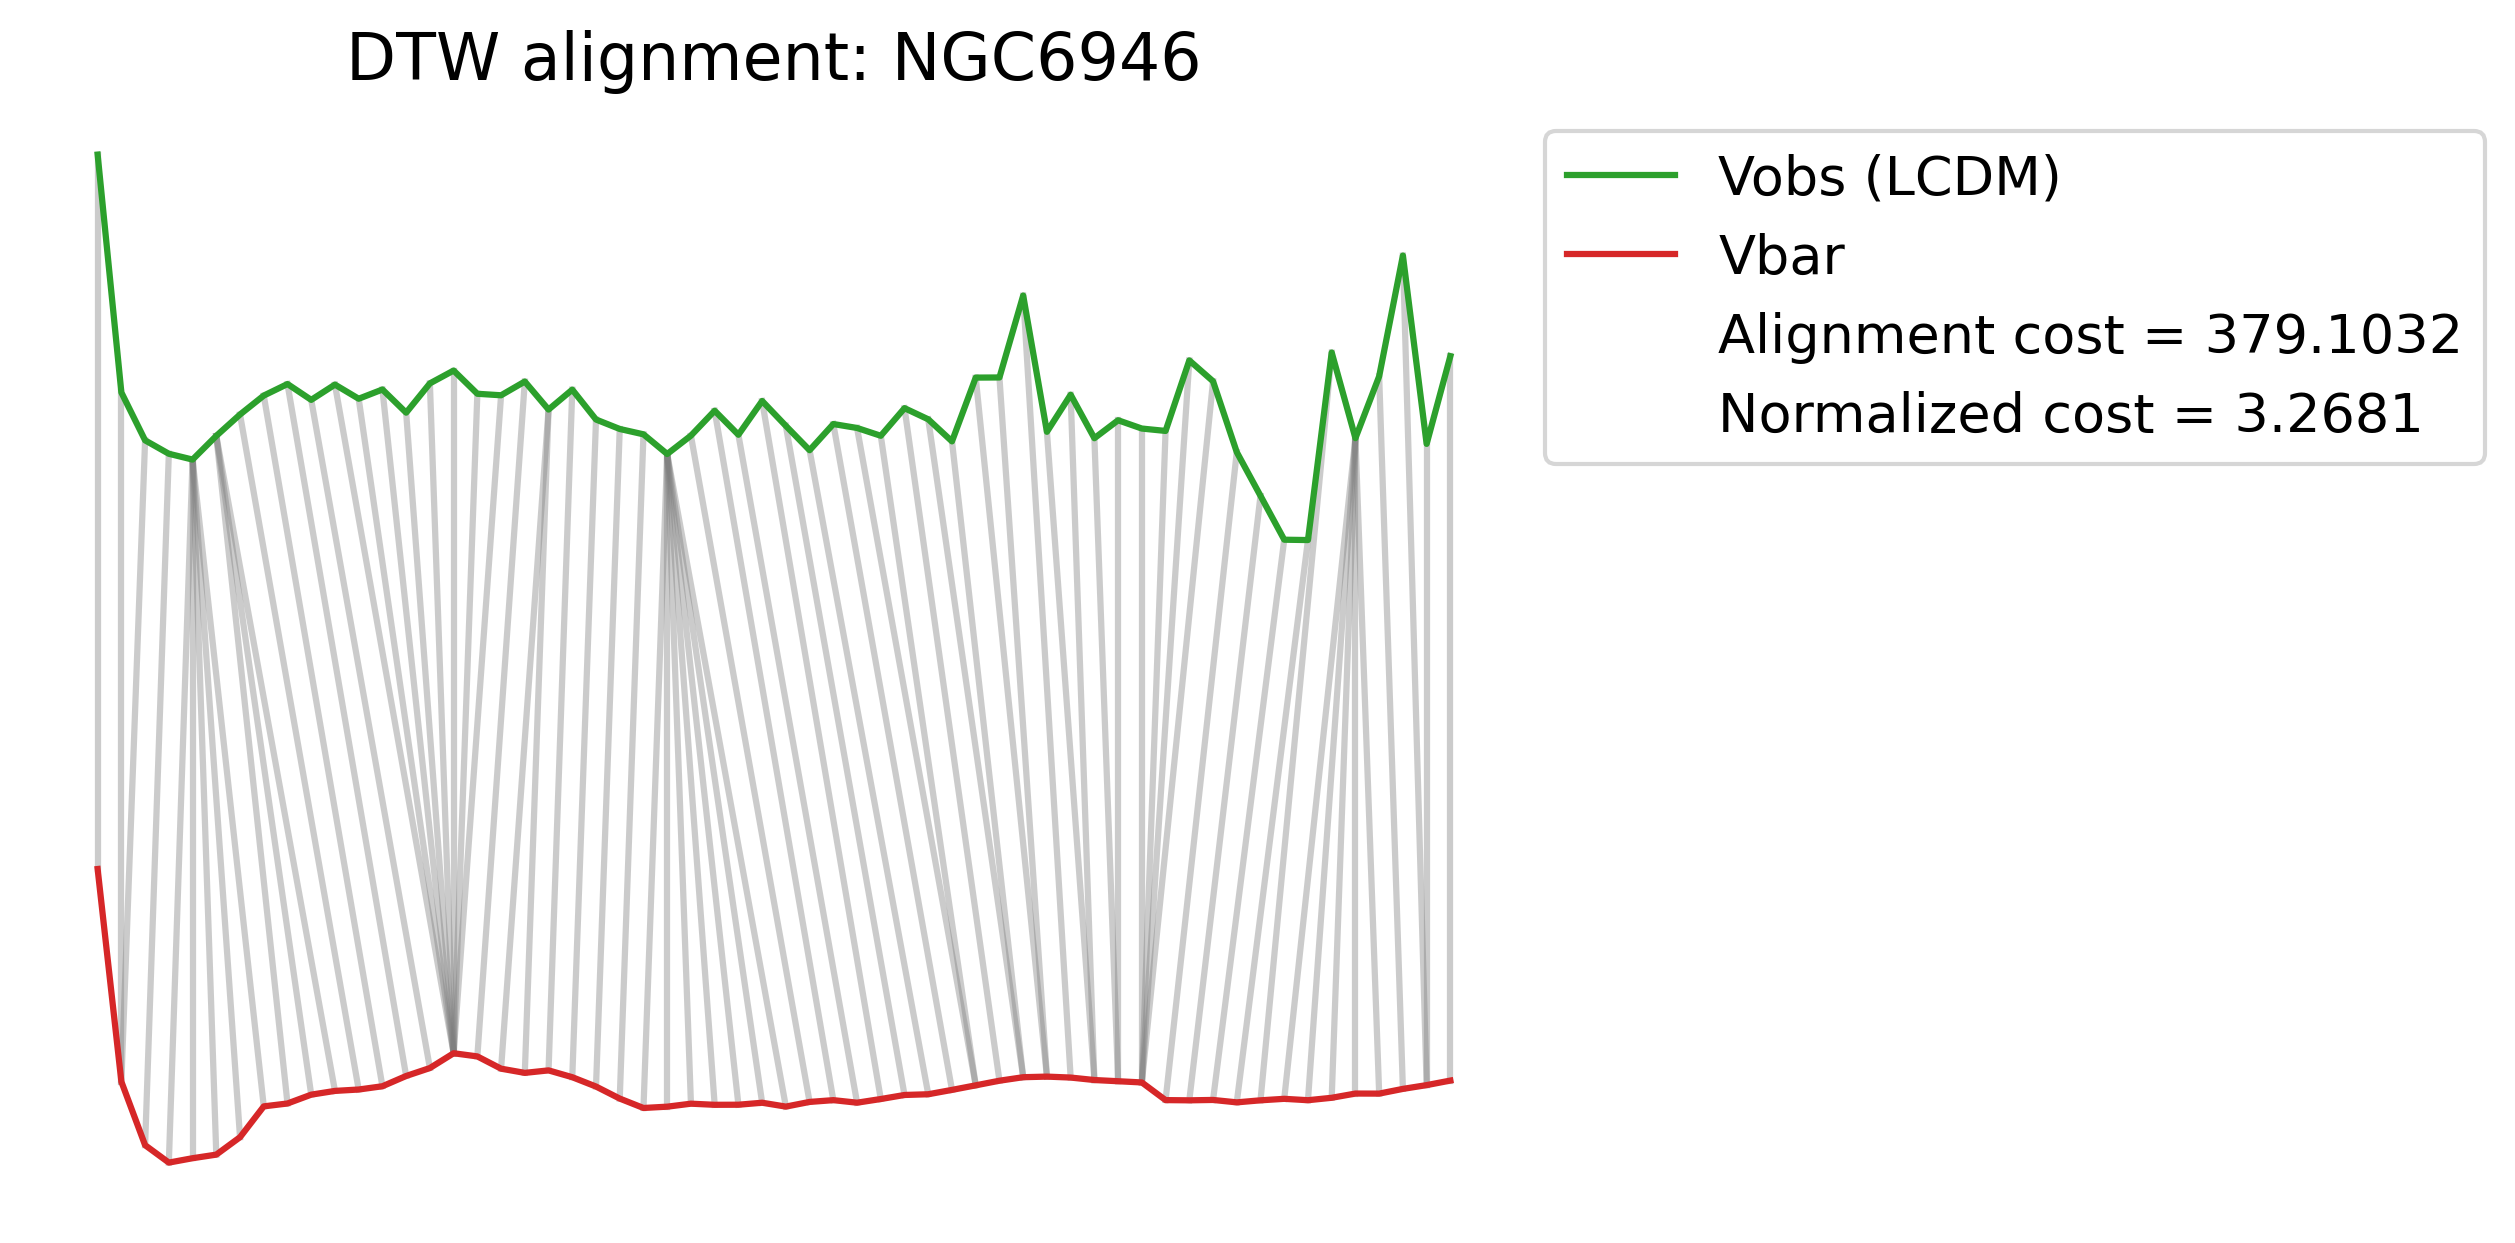 DTW alignment: NGC6946
Vobs (LCDM)
Vbar
Alignment cost = 379.1032
Normalized cost = 3.2681